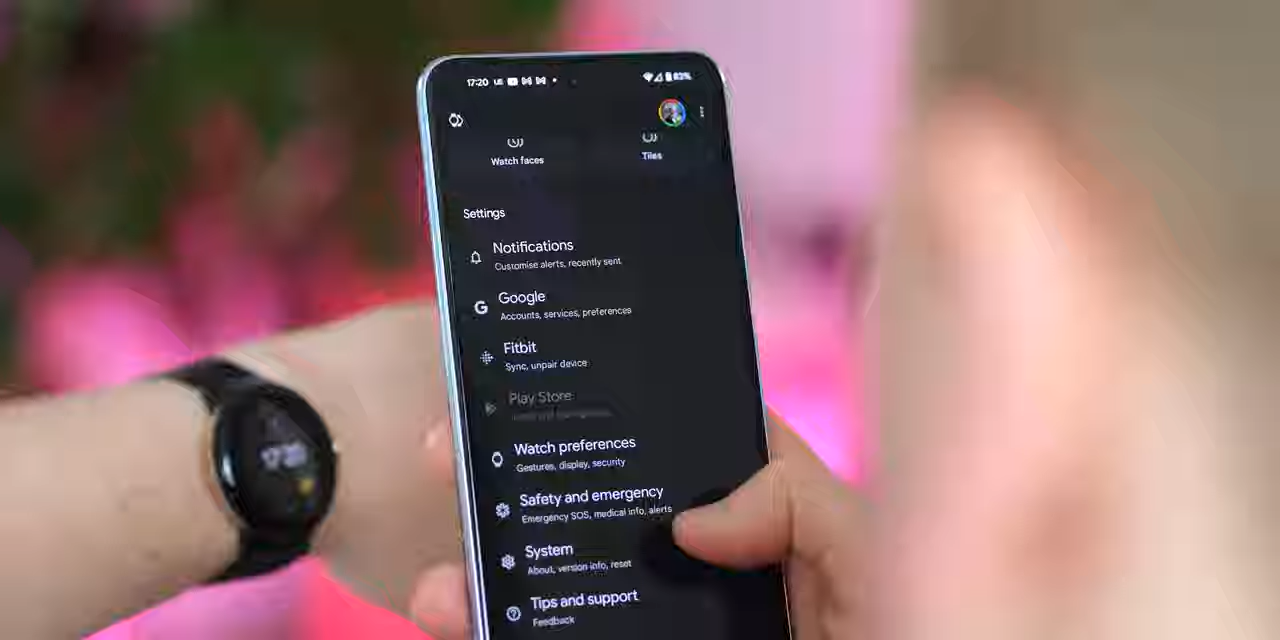 17:20
83%
Watch faces
Tiles
Settings
Notifications
Customise alerts, recently sent
Google
Accounts, services, preferences
Fitbit
Sync, unpair device
Play Store
Watch preferences
Gestures, display, security
Safety and emergency
Emergency SOS, medical info, alerts
System
About, version info, reset
Tips and support
Feedback